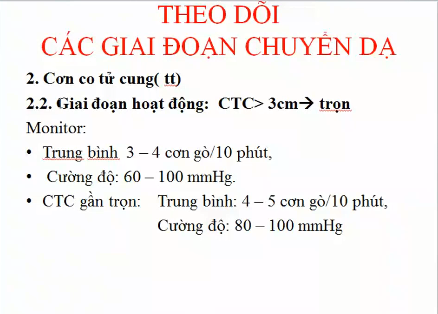 THEO DÕI
CÁC GIAI ĐOẠN CHUYỂN DẠ
2. Cơn co tử cung( tt)
2.2. Giai đoạn hoạt động: CTC> 3cm→ trọn
Monitor:
• Trung bình 3 – 4 cơn gò/10 phút,
• Cường độ: 60 – 100 mmHg.
• CTC gần trọn: Trung bình: 4 – 5 cơn gò/10 phút,
Cường độ: 80 – 100 mmHg